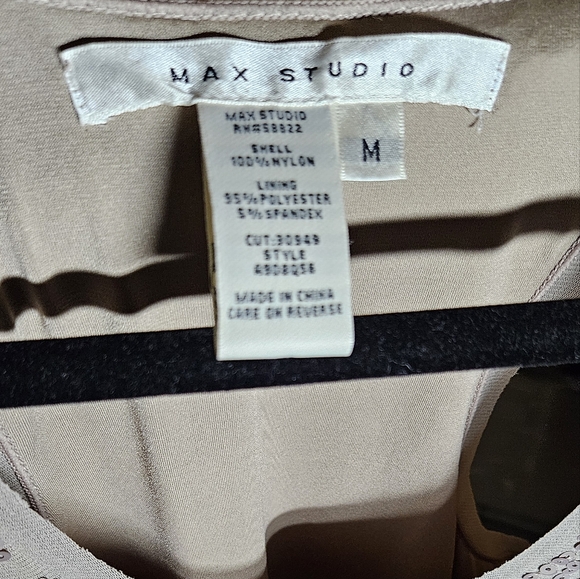 MAX STUDIO
MAX STUDIO
RN#58822
M
SHELL
100%NYLON
LINING
95%POLYESTER
5%SPANDEX
CUT:30949
STYLE
A908Q56
MADE IN CHINA
CARE ON REVERSE